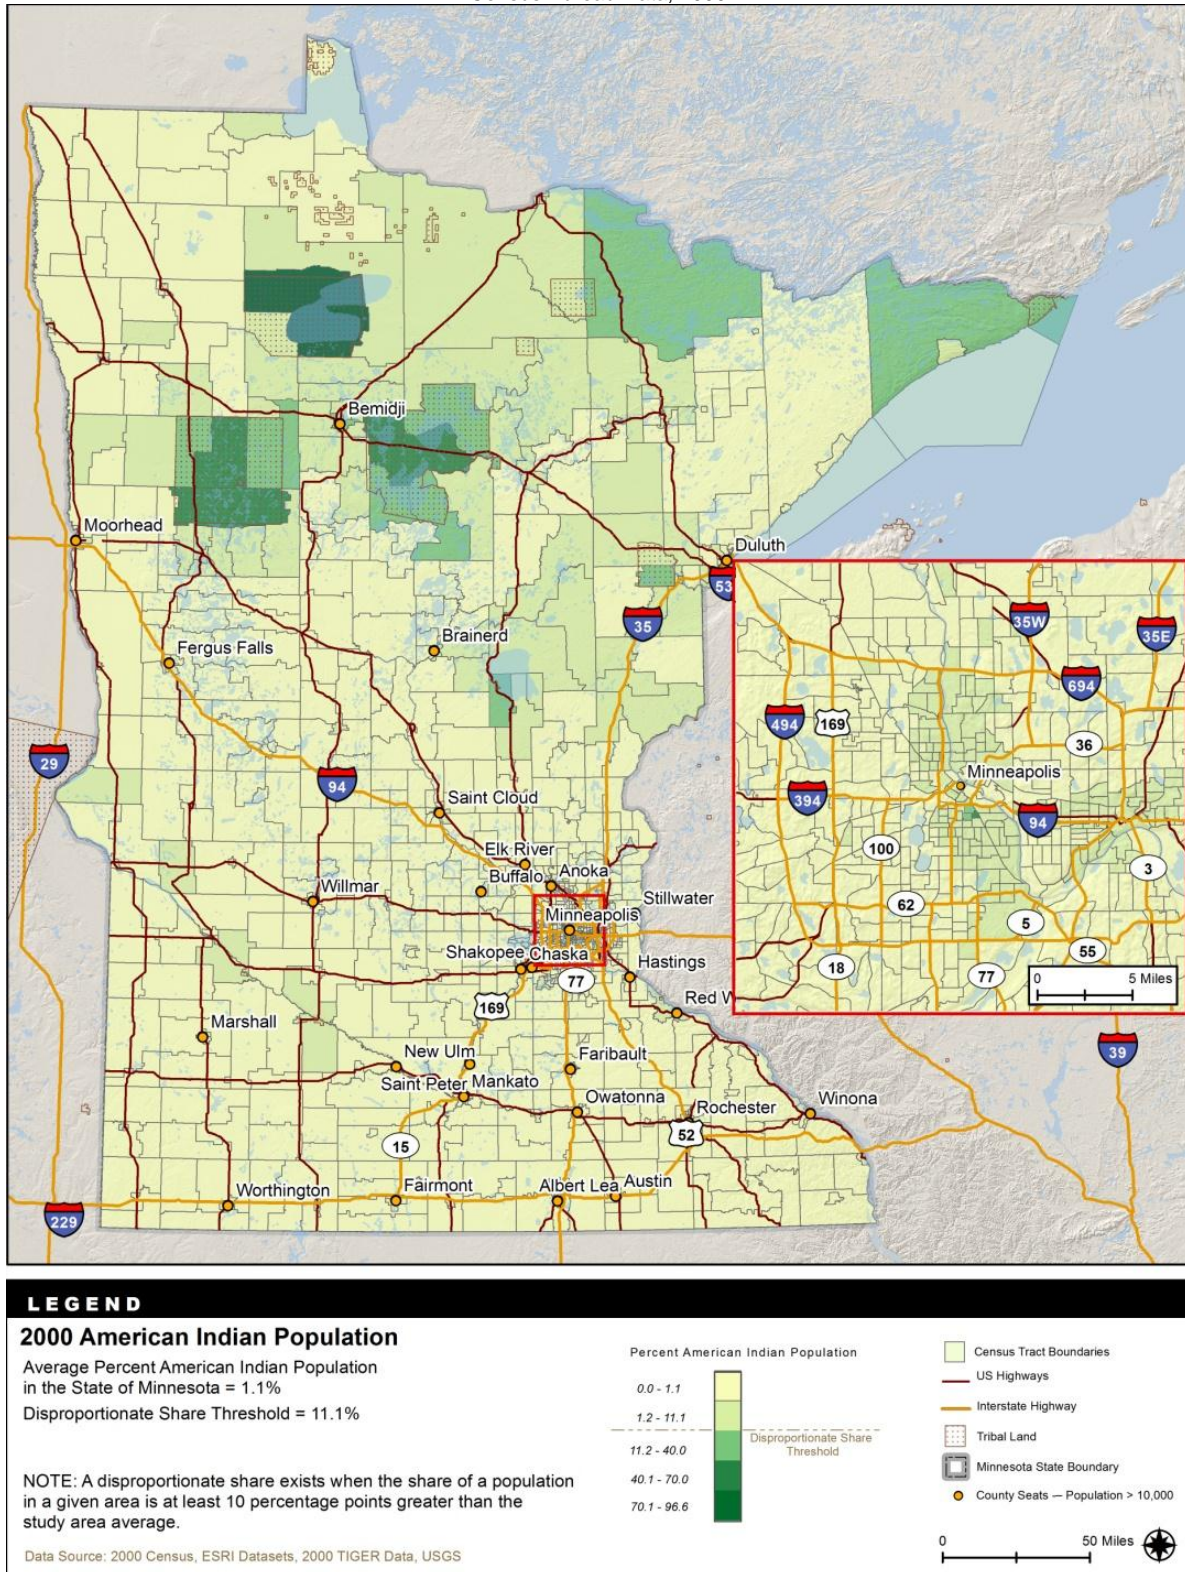 Bemidji
Moorhead
Duluth
53
35
Brainerd
Fergus Falls
29
94
Saint Cloud
Elk River
Buffalo
Anoka
Willmar
Stillwater
Minneapolis
Shakopee
Chaska
Hastings
77
169
Red W
Marshall
New Ulm
Faribault
Saint Peter
Mankato
Owatonna
Rochester
Winona
52
15
Worthington
Fairmont
Albert Lea
Austin
229
39
35W
35E
694
494
169
36
Minneapolis
394
94
100
3
62
5
55
18
77
0 5 Miles
LEGEND
2000 American Indian Population
Average Percent American Indian Population
in the State of Minnesota = 1.1%
Disproportionate Share Threshold = 11.1%
NOTE: A disproportionate share exists when the share of a population
in a given area is at least 10 percentage points greater than the
study area average.
Data Source: 2000 Census, ESRI Datasets, 2000 TIGER Data, USGS
Percent American Indian Population
0.0 - 1.1
1.2 - 11.1
Disproportionate Share
Threshold
11.2 - 40.0
40.1 - 70.0
70.1 - 96.6
Census Tract Boundaries
US Highways
Interstate Highway
Tribal Land
Minnesota State Boundary
County Seats — Population > 10,000
0 50 Miles